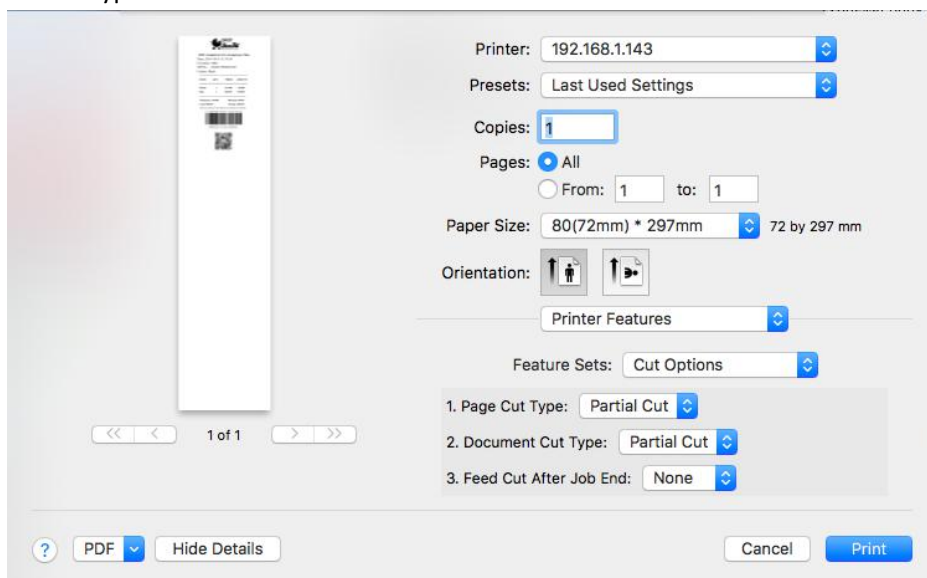 Printer: 192.168.1.143
Presets: Last Used Settings
Copies: 1
Pages: All
From: 1 to: 1
Paper Size: 80(72mm) * 297mm 72 by 297 mm
Orientation:
Printer Features
Feature Sets: Cut Options
1. Page Cut Type: Partial Cut
2. Document Cut Type: Partial Cut
3. Feed Cut After Job End: None
<< < 1 of 1 > >>
? PDF Hide Details Cancel Print